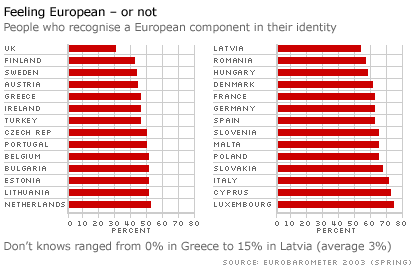 Feeling European – or not
People who recognise a European component in their identity
UK
FINLAND
SWEDEN
AUSTRIA
GREECE
IRELAND
TURKEY
CZECH REP
PORTUGAL
BELGIUM
BULGARIA
ESTONIA
LITHUANIA
NETHERLANDS
0 10 20 30 40 50 60 70 80
PERCENT
LATVIA
ROMANIA
HUNGARY
DENMARK
FRANCE
GERMANY
SPAIN
SLOVENIA
MALTA
POLAND
SLOVAKIA
ITALY
CYPRUS
LUXEMBOURG
0 10 20 30 40 50 60 70 80
PERCENT
Don't knows ranged from 0% in Greece to 15% in Latvia (average 3%)
SOURCE: EUROBAROMETER 2003 (SPRING)